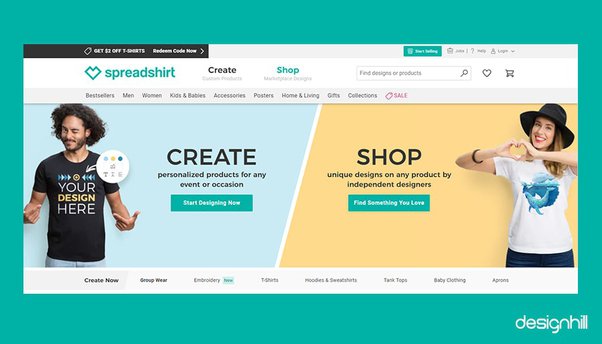 GET $2 OFF T-SHIRTS Redeem Code Now
Start Selling Jobs | ? Help Login
spreadshirt
Create
Custom Products
Shop
Marketplace Designs
Find designs or products
Bestsellers Men Women Kids & Babies Accessories Posters Home & Living Gifts Collections SALE
YOUR
DESIGN
HERE
CREATE
personalized products for any
event or occasion
Start Designing Now
SHOP
unique designs on any product by
independent designers
Find Something You Love
Create Now Group Wear Embroidery New T-Shirts Hoodies & Sweatshirts Tank Tops Baby Clothing Aprons
designhill